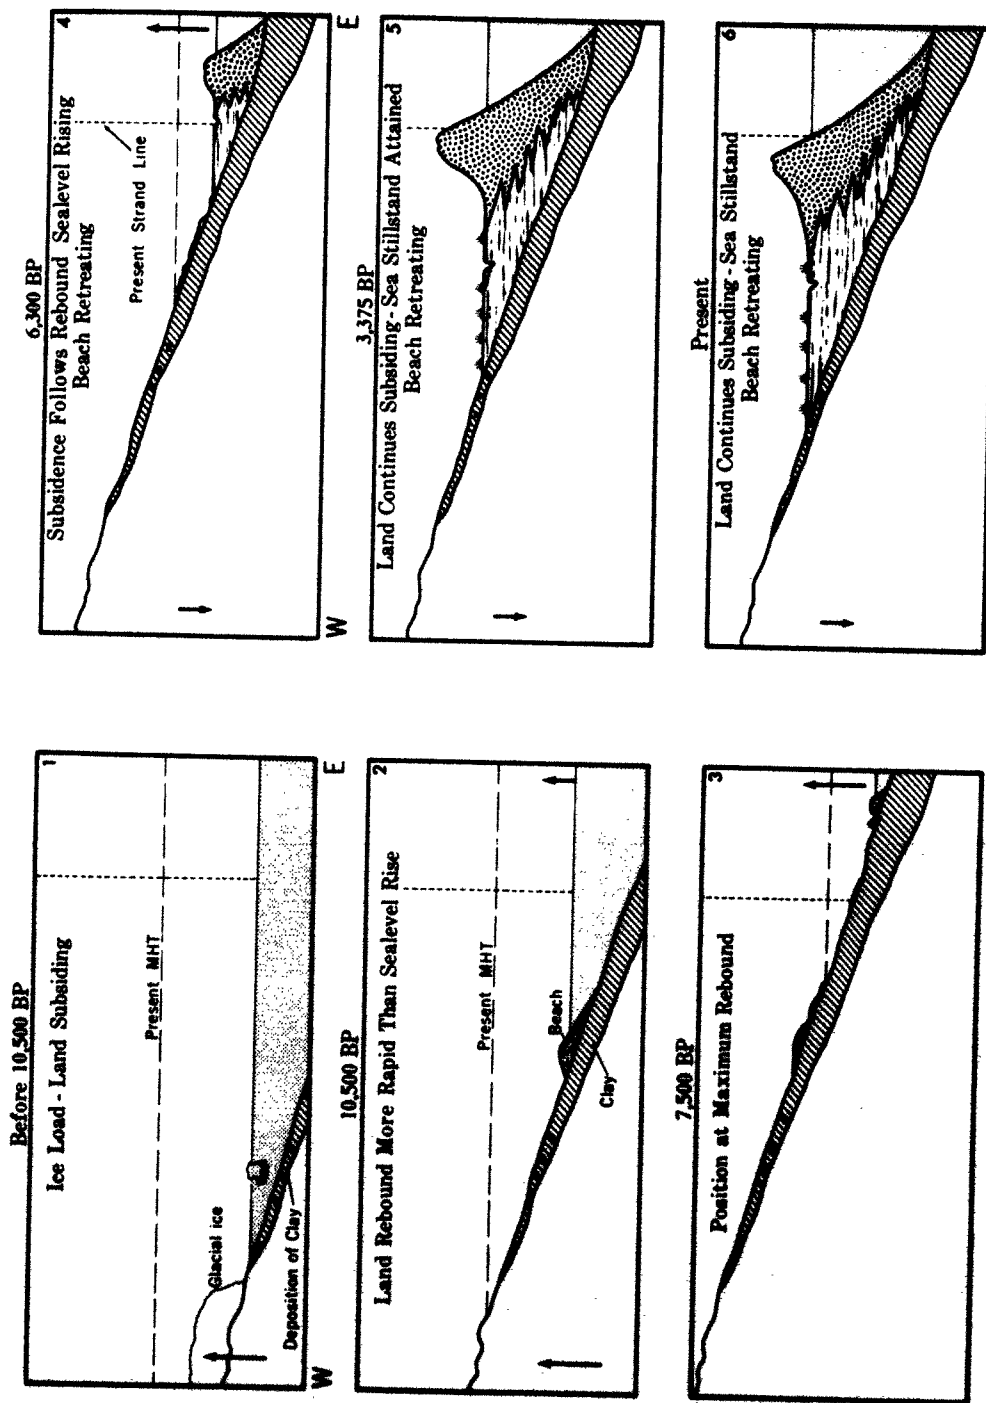 Before 10,500 BP
1
Ice Load - Land Subsiding
Present MHT
Glacial ice
Deposition of Clay
W
E
10,500 BP
2
Land Rebound More Rapid Than Sealevel Rise
Present MHT
Beach
Clay
7,500 BP
3
Position at Maximum Rebound
6,300 BP
4
Subsidence Follows Rebound Sealevel Rising
Beach Retreating
Present Strand Line
W
E
3,375 BP
5
Land Continues Subsiding - Sea Stillstand Attained
Beach Retreating
Present
6
Land Continues Subsiding - Sea Stillstand
Beach Retreating